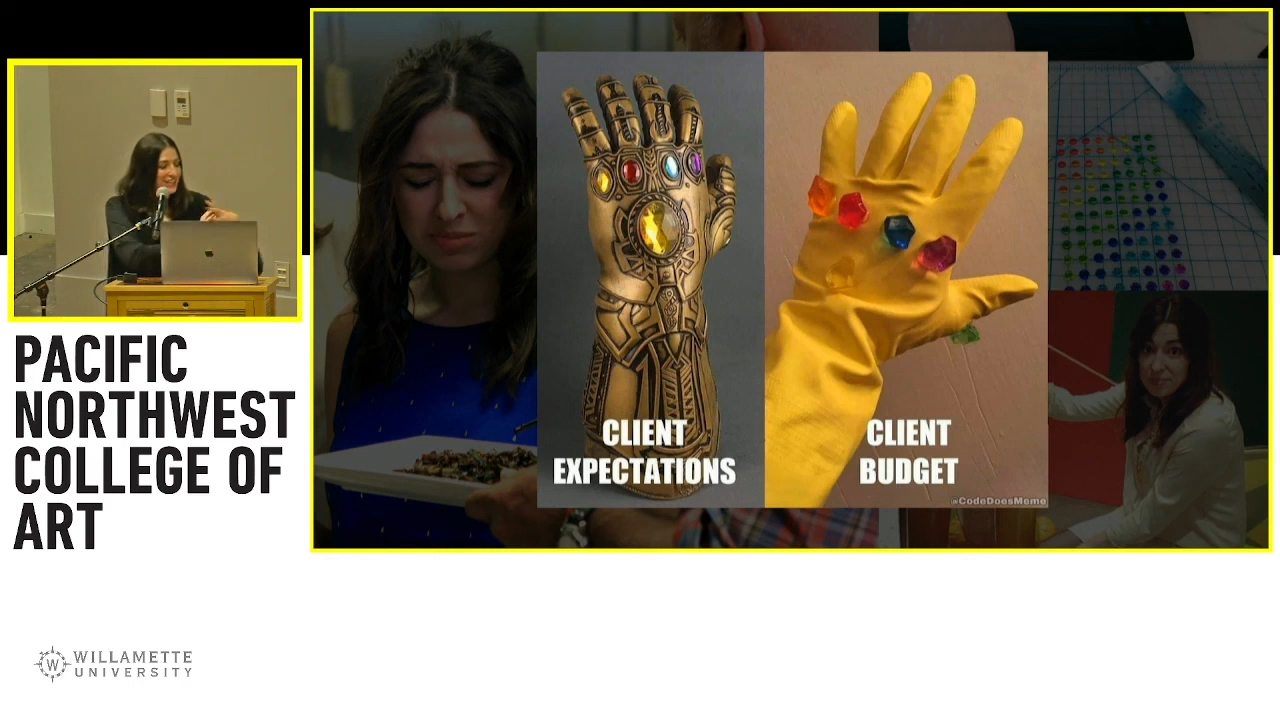 PACIFIC
NORTHWEST
COLLEGE OF
ART
W
WILLAMETTE
UNIVERSITY
CLIENT
EXPECTATIONS
CLIENT
BUDGET
@CodeDoesMeme